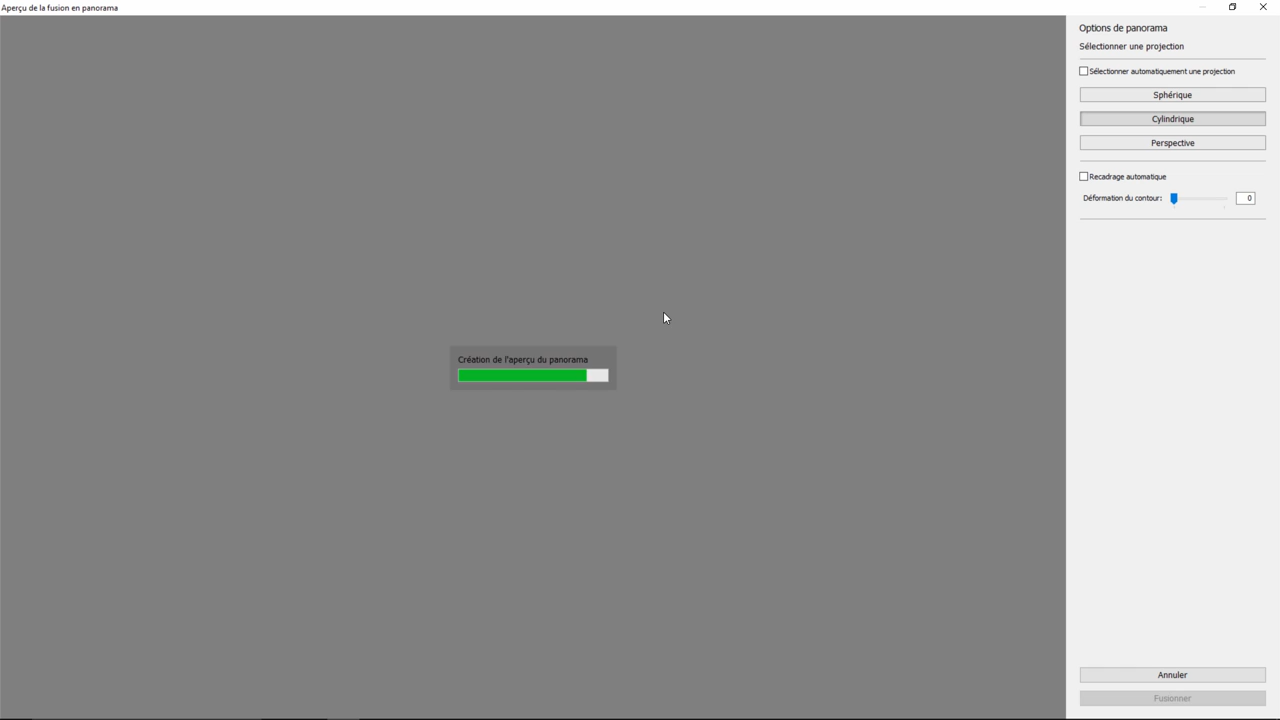 Aperçu de la fusion en panorama
Options de panorama
Sélectionner une projection
Sélectionner automatiquement une projection
Sphérique
Cylindrique
Perspective
Recadrage automatique
Déformation du contour: 0
Création de l'aperçu du panorama
Annuler
Fusionner